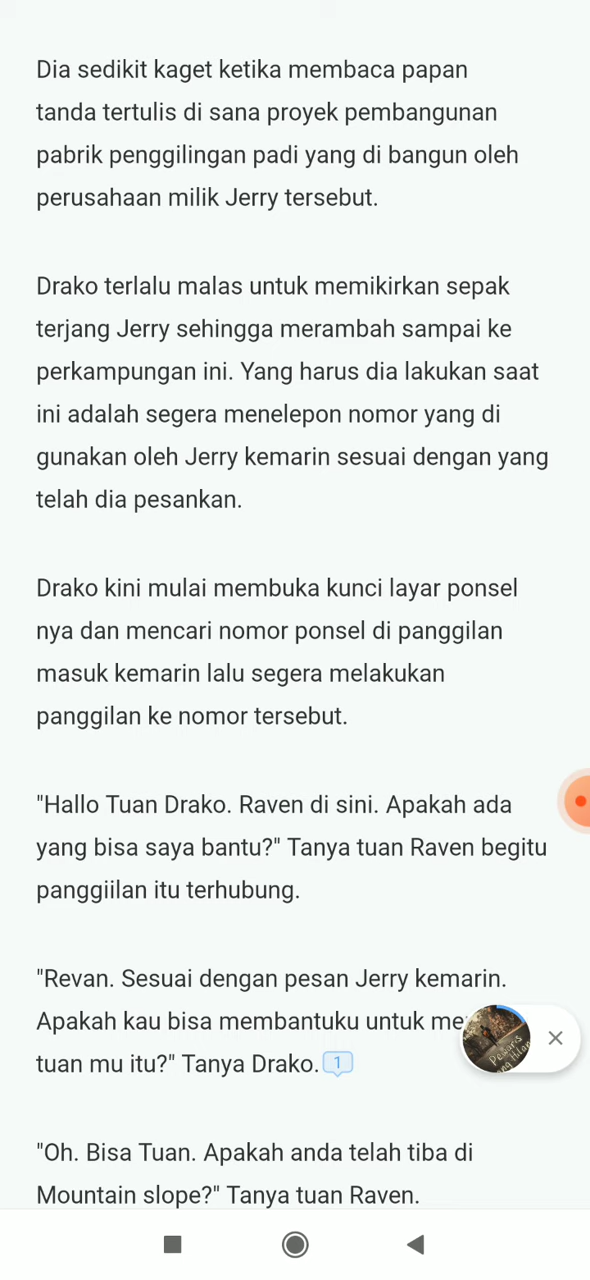 Dia sedikit kaget ketika membaca papan
tanda tertulis di sana proyek pembangunan
pabrik penggilingan padi yang di bangun oleh
perusahaan milik Jerry tersebut.
Drako terlalu malas untuk memikirkan sepak
terjang Jerry sehingga merambah sampai ke
perkampungan ini. Yang harus dia lakukan saat
ini adalah segera menelepon nomor yang di
gunakan oleh Jerry kemarin sesuai dengan yang
telah dia pesankan.
Drako kini mulai membuka kunci layar ponsel
nya dan mencari nomor ponsel di panggilan
masuk kemarin lalu segera melakukan
panggilan ke nomor tersebut.
"Hallo Tuan Drako. Raven di sini. Apakah ada
yang bisa saya bantu?" Tanya tuan Raven begitu
panggiilan itu terhubung.
"Revan. Sesuai dengan pesan Jerry kemarin.
Apakah kau bisa membantuku untuk
tuan mu itu?" Tanya Drako. 1
"Oh. Bisa Tuan. Apakah anda telah tiba di
Mountain slope?" Tanya tuan Raven.